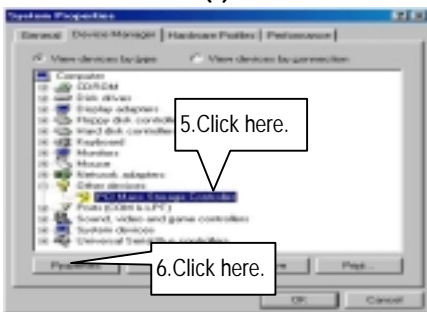 System Properties
General Device Manager Hardware Profiles Performance
View devices by type View devices by connection
Computer
CDROM
Disk drives
Display adapters
Floppy disk controllers
Hard disk controllers
Keyboard
Monitors
Mouse
Network adapters
Other devices
PCI Mass Storage Controller
Ports (COM & LPT)
Sound, video and game controllers
System devices
Universal Serial Bus controllers
5.Click here.
6.Click here.
Properties Print...
OK Cancel